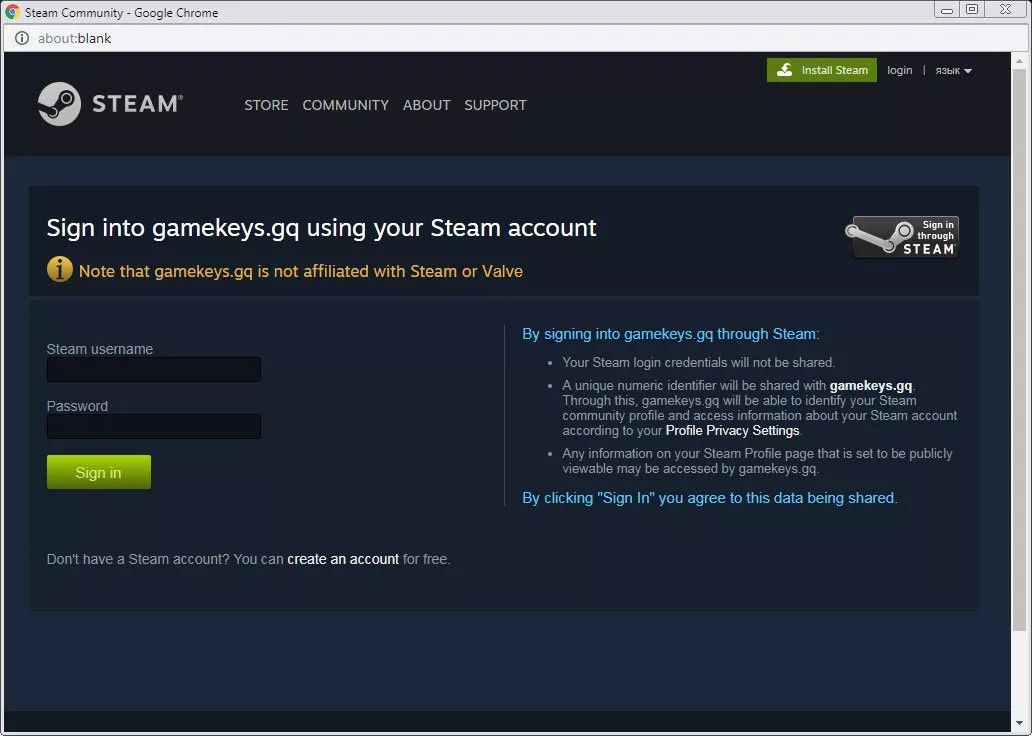 Steam Community - Google Chrome
about:blank
Install Steam login | язык
STEAM®
STORE COMMUNITY ABOUT SUPPORT
Sign into gamekeys.gq using your Steam account
Note that gamekeys.gq is not affiliated with Steam or Valve
Sign in
through
STEAM
Steam username
Password
Sign in
By signing into gamekeys.gq through Steam:
• Your Steam login credentials will not be shared.
• A unique numeric identifier will be shared with gamekeys.gq.
Through this, gamekeys.gq will be able to identify your Steam
community profile and access information about your Steam account
according to your Profile Privacy Settings.
• Any information on your Steam Profile page that is set to be publicly
viewable may be accessed by gamekeys.gq.
By clicking "Sign In" you agree to this data being shared.
Don't have a Steam account? You can create an account for free.